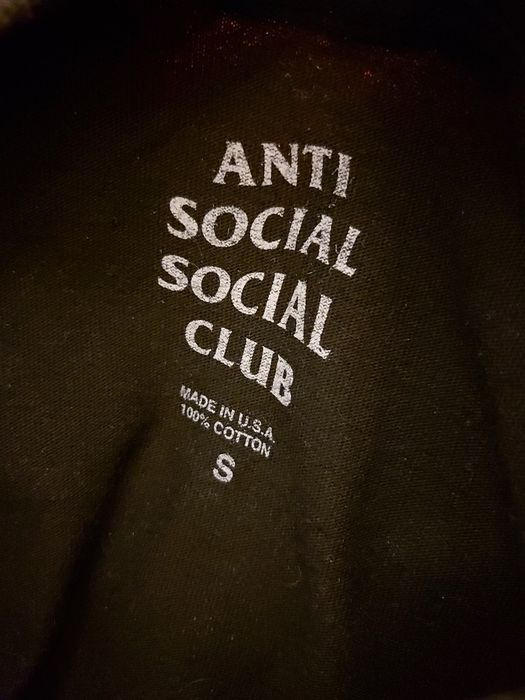 ANTI
SOCIAL
SOCIAL
CLUB
MADE IN U.S.A.
100% COTTON
S